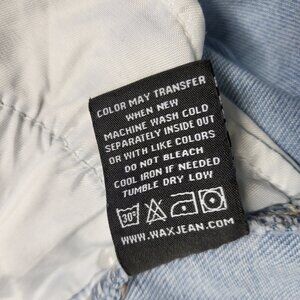 COLOR MAY TRANSFER
WHEN NEW
MACHINE WASH COLD
SEPARATELY INSIDE OUT
OR WITH LIKE COLORS
DO NOT BLEACH
COOL IRON IF NEEDED
TUMBLE DRY LOW
30°
WWW.WAXJEAN.COM